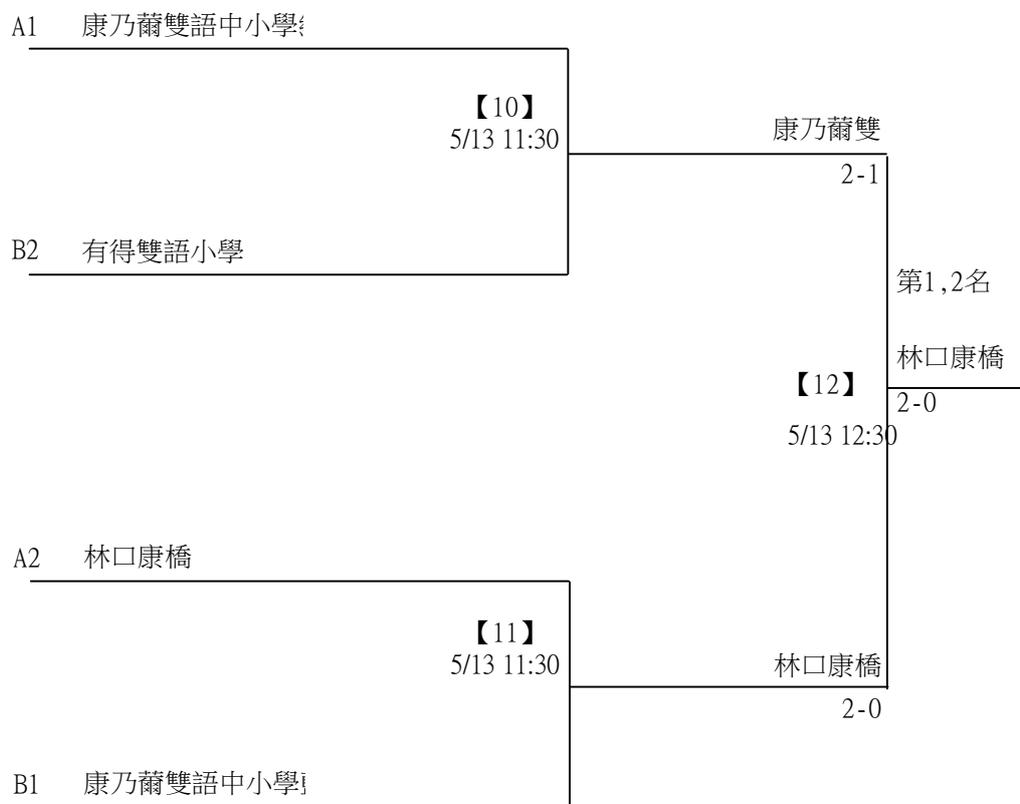 A1 康乃薾雙語中小學
【10】
5/13 11:30
康乃薾雙
2-1
B2 有得雙語小學
第1,2名
林口康橋
2-0
【12】
5/13 12:30
A2 林口康橋
【11】
5/13 11:30
林口康橋
2-0
B1 康乃薾雙語中小學